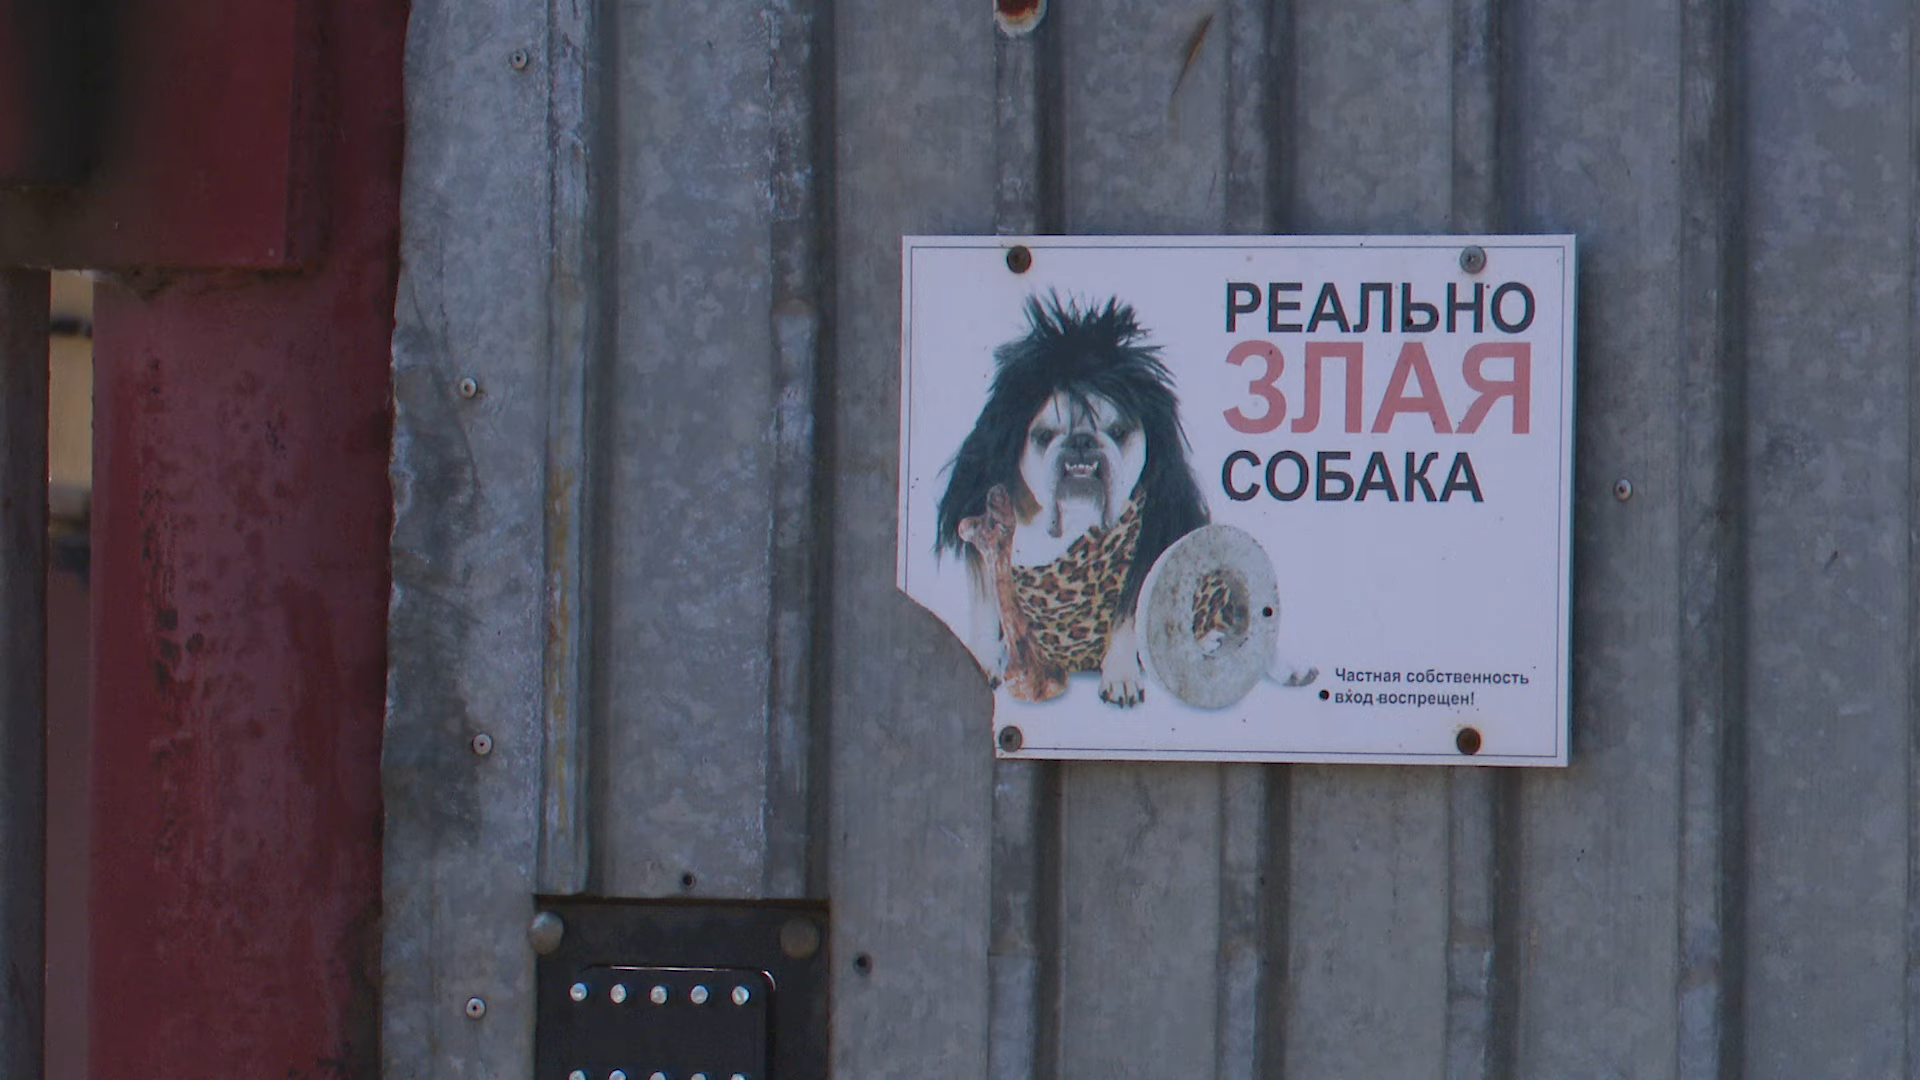 РЕАЛЬНО
ЗЛАЯ
СОБАКА
Частная собственность
вход воспрещен!